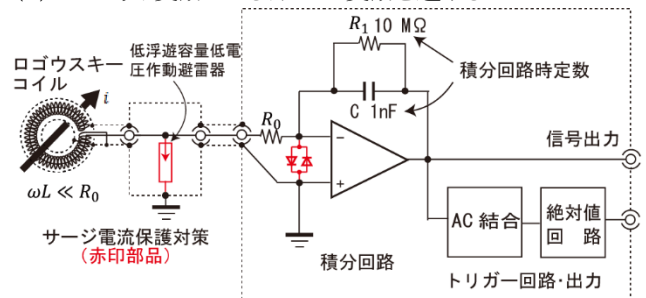 低浮遊容量低電
圧作動避雷器
ロゴウスキー
コイル
i
ωL ≪ R₀
サージ電流保護対策
(赤印部品)
R₀
R₁ 10 MΩ
C 1nF
積分回路時定数
−
+
積分回路
信号出力
AC 結合
絶対値
回 路
トリガー回路・出力